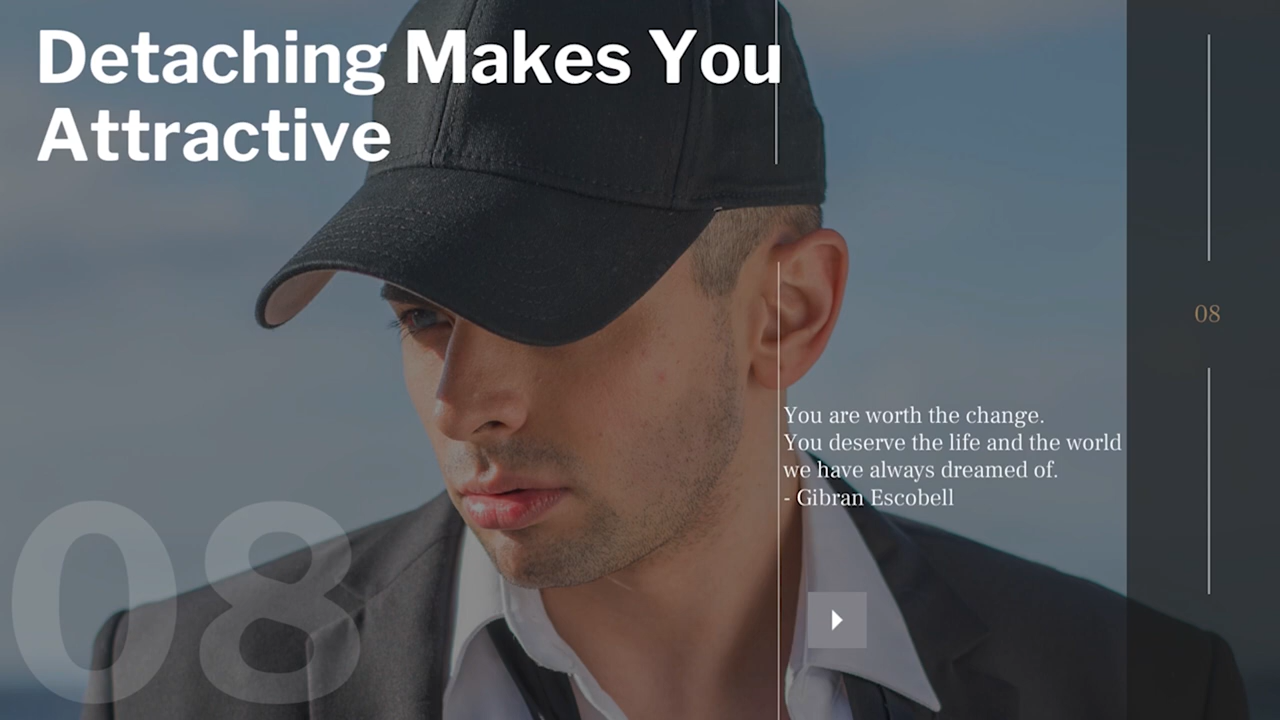 Detaching Makes You
Attractive
08
You are worth the change.
You deserve the life and the world
we have always dreamed of.
- Gibran Escobell
08